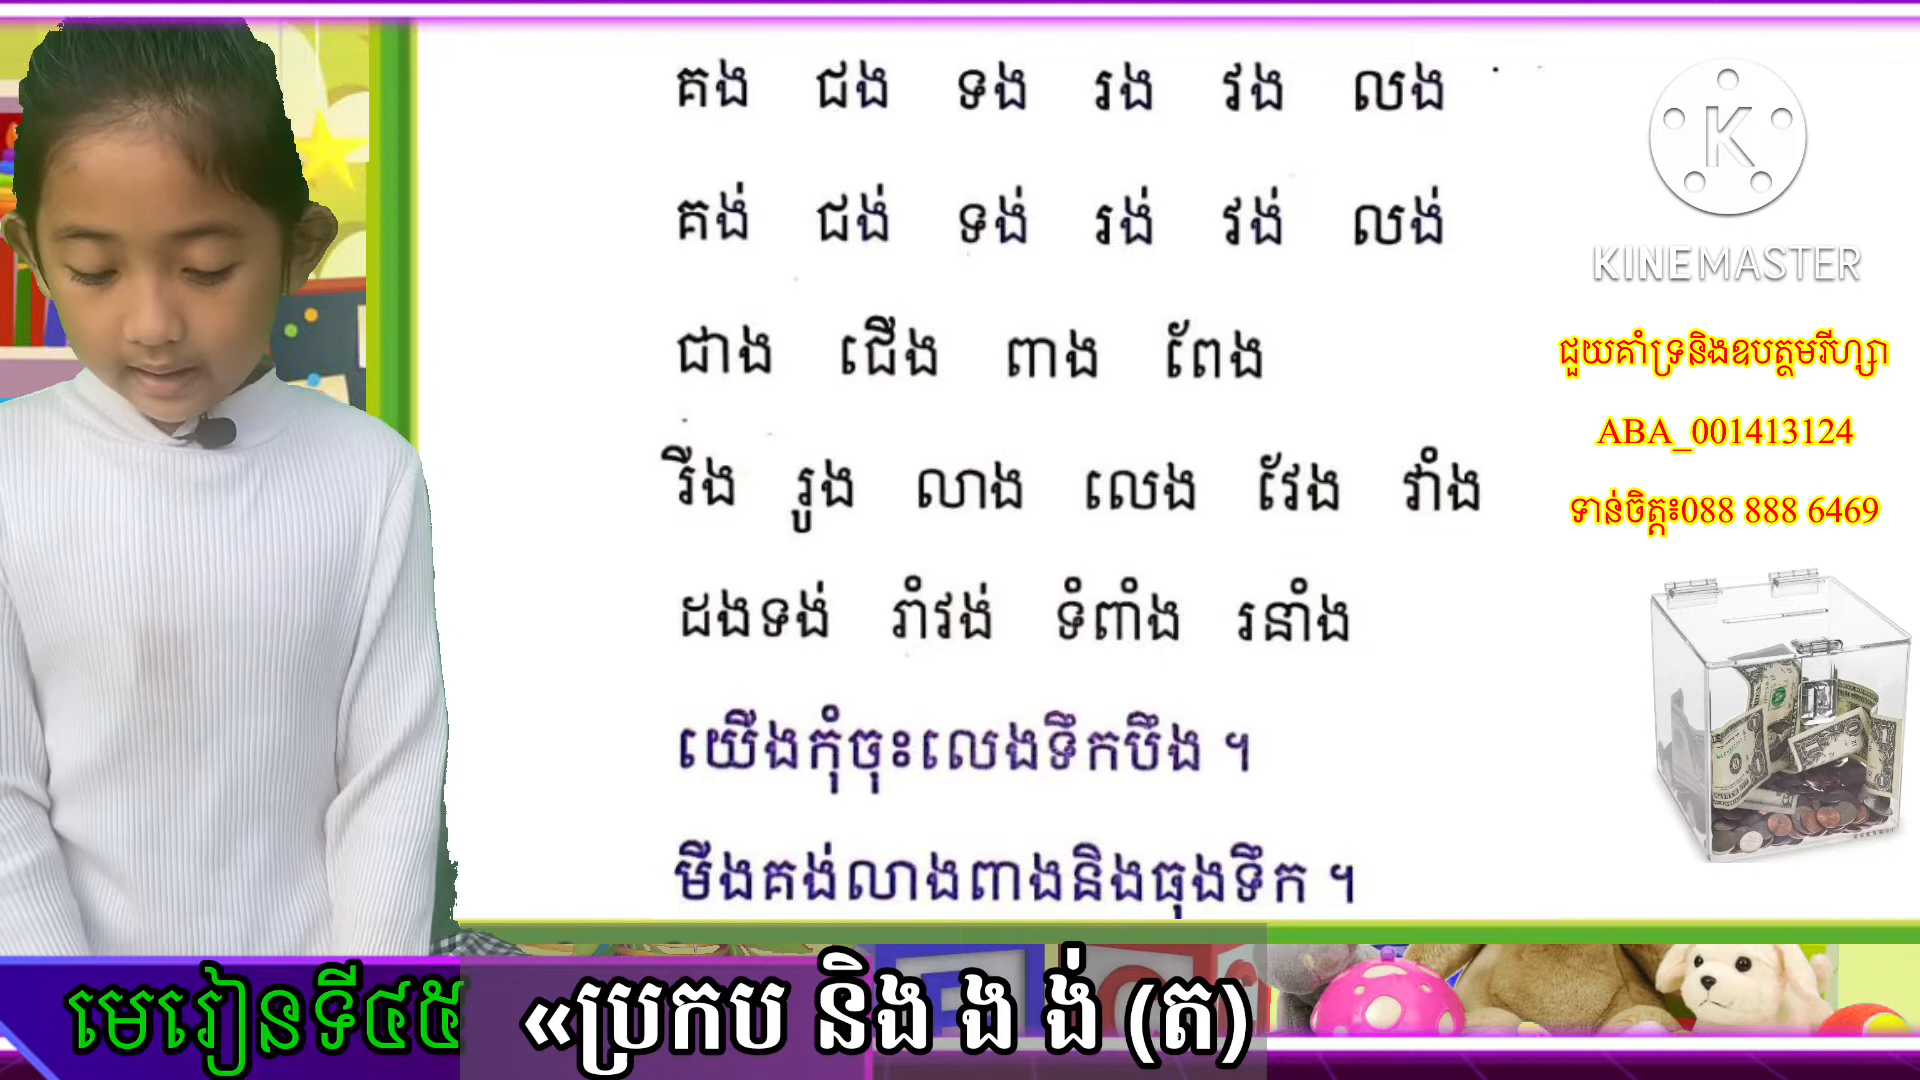 គង ជង ទង រង វង លង
គង់ ជង់ ទង់ រង់ វង់ លង់
ជាង ជើង ពាង ពែង
រឹង រូង លាង លេង វែង វាំង
ដងទង់ រាំវង់ ទំពាំង រនាំង
យើងកុំចុះលេងទឹកបឹង ។
មីងគង់លាងពាងនិងធុងទឹក ។
K
KINEMASTER
ជួយគាំទ្រនិងឧបត្ថមរីហ្សា
ABA_001413124
ទាន់ចិត្ត៖088 888 6469
មេរៀនទី៤៥ «ប្រកប និង ង ង់ (ត)